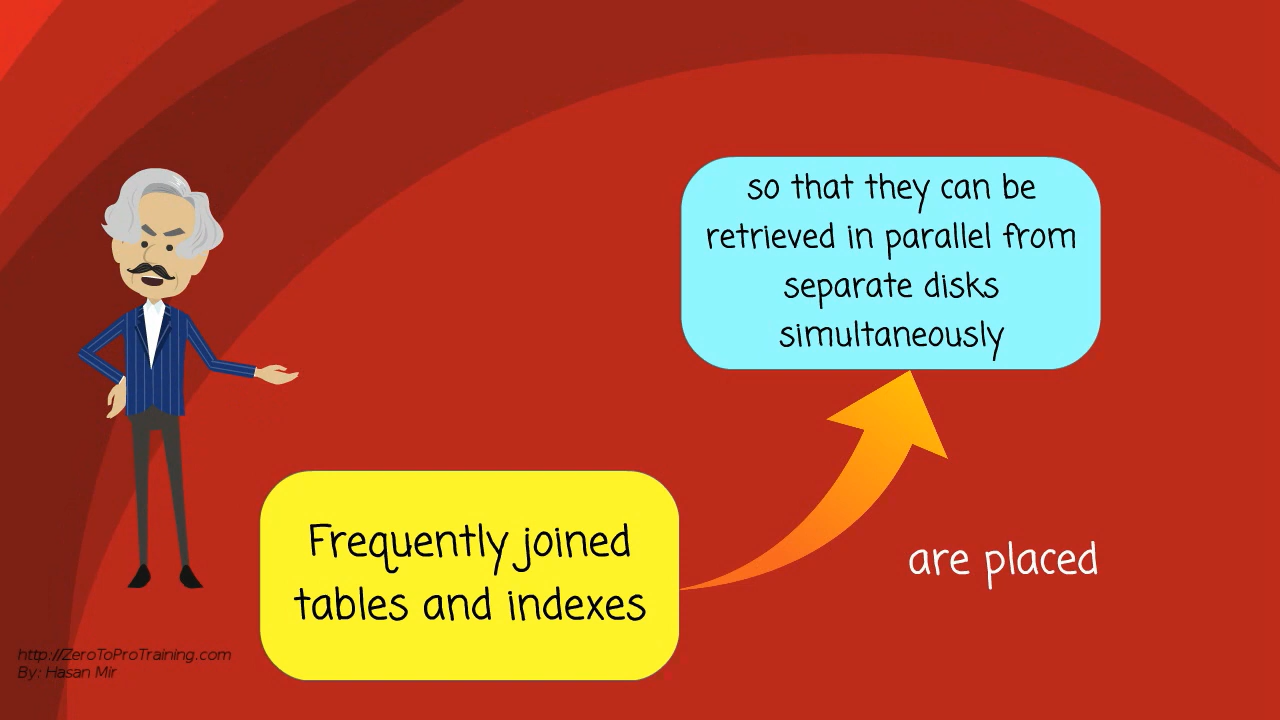 so that they can be
retrieved in parallel from
separate disks
simultaneously
Frequently joined
tables and indexes
are placed
http://ZeroToProTraining.com
By: Hasan Mir